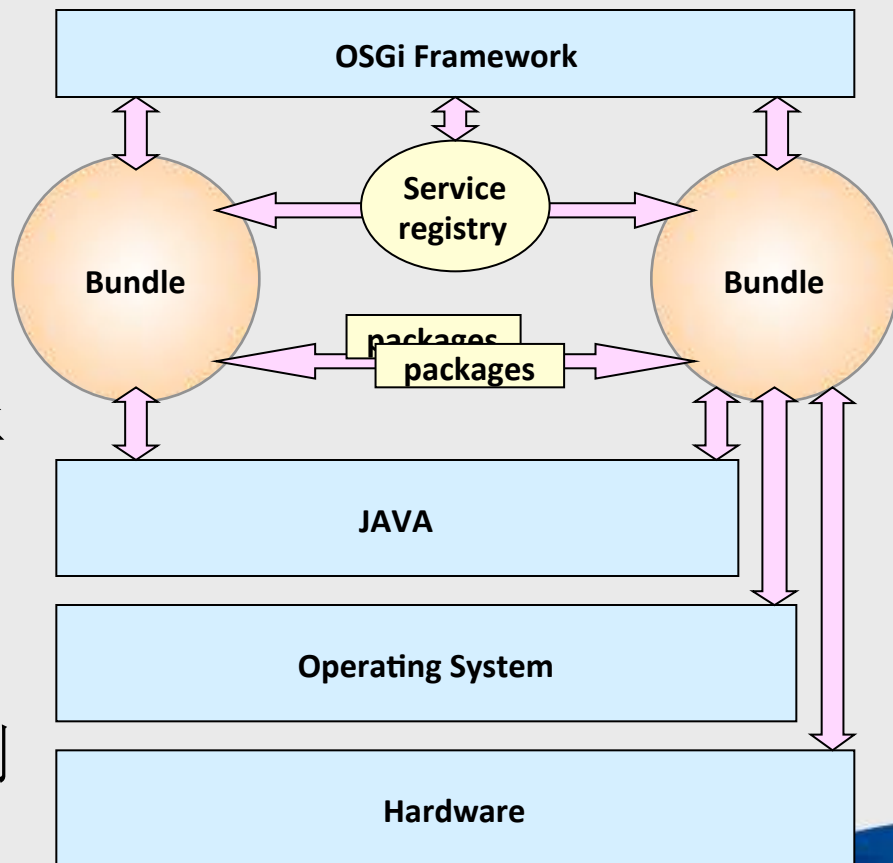 OSGi Framework
Service
registry
Bundle
Bundle
packages
packages
JAVA
Operating System
Hardware